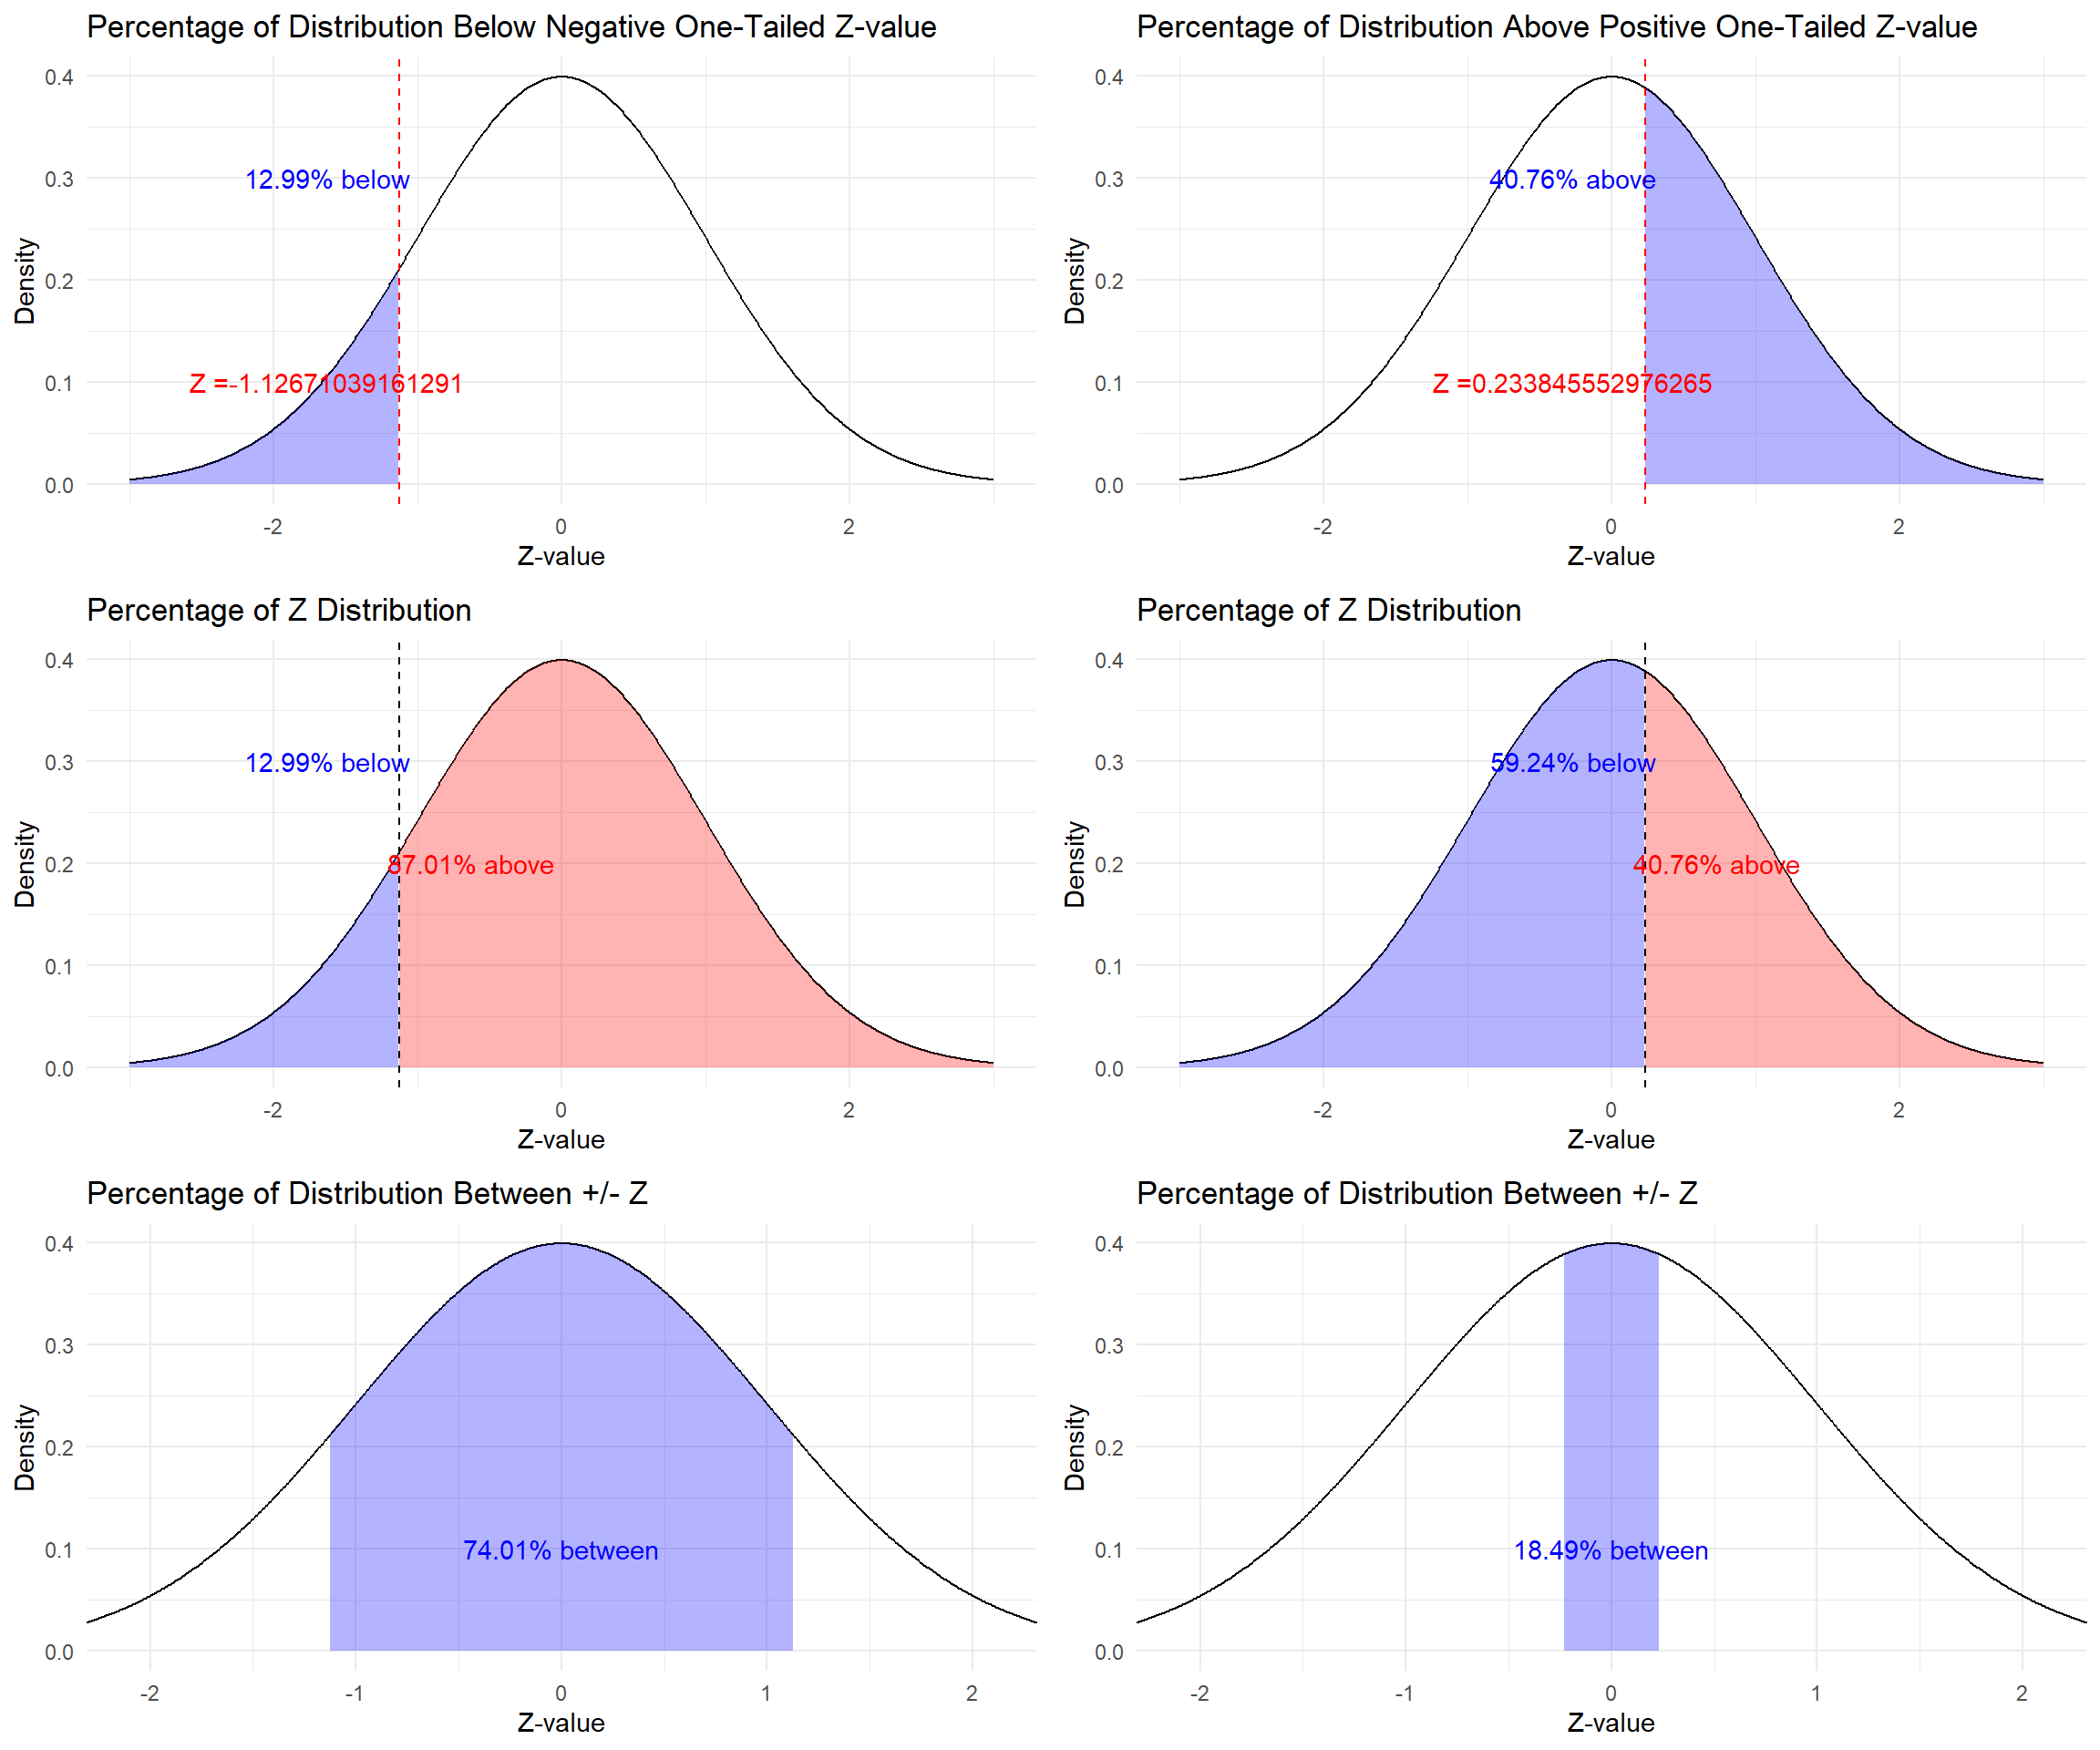 Percentage of Distribution Below Negative One-Tailed Z-value
0.4
0.3
0.2
0.1
0.0
Density
12.99% below
Z =-1.12671039161291
-2 0 2
Z-value
Percentage of Distribution Above Positive One-Tailed Z-value
0.4
0.3
0.2
0.1
0.0
Density
40.76% above
Z =0.233845552976265
-2 0 2
Z-value
Percentage of Z Distribution
0.4
0.3
0.2
0.1
0.0
Density
12.99% below
87.01% above
-2 0 2
Z-value
Percentage of Z Distribution
0.4
0.3
0.2
0.1
0.0
Density
59.24% below
40.76% above
-2 0 2
Z-value
Percentage of Distribution Between +/- Z
0.4
0.3
0.2
0.1
0.0
Density
74.01% between
-2 -1 0 1 2
Z-value
Percentage of Distribution Between +/- Z
0.4
0.3
0.2
0.1
0.0
Density
18.49% between
-2 -1 0 1 2
Z-value